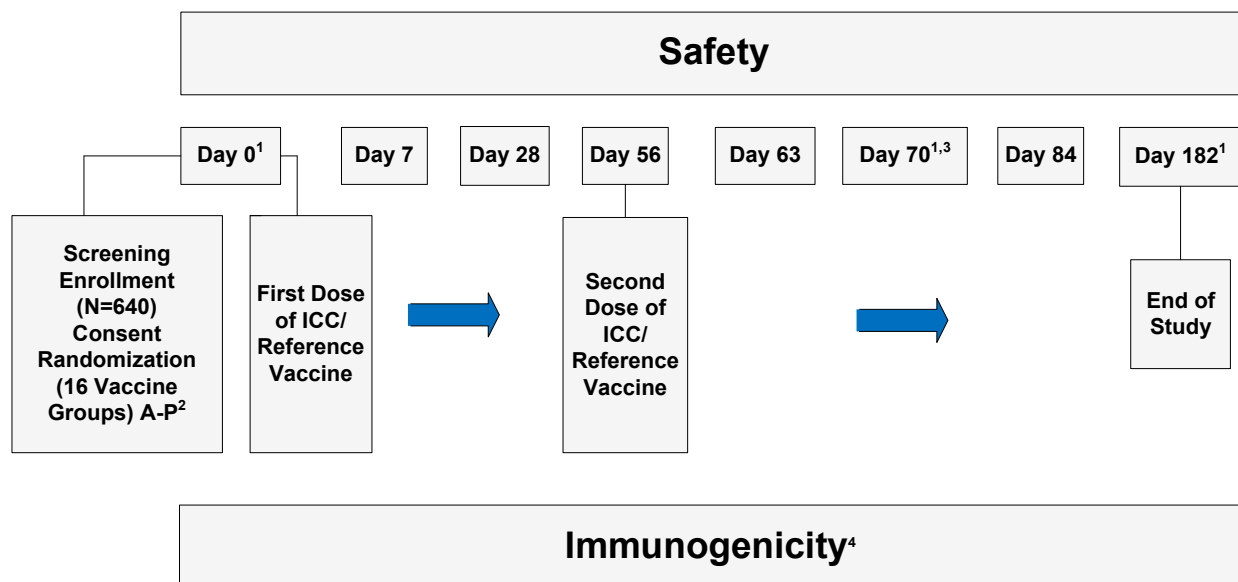 Safety
Day 0¹
Day 7
Day 28
Day 56
Day 63
Day 70¹,³
Day 84
Day 182¹
Screening
Enrollment
(N=640)
Consent
Randomization
(16 Vaccine
Groups) A-P²
First Dose
of ICC/
Reference
Vaccine
Second
Dose of
ICC/
Reference
Vaccine
End of
Study
Immunogenicity⁴